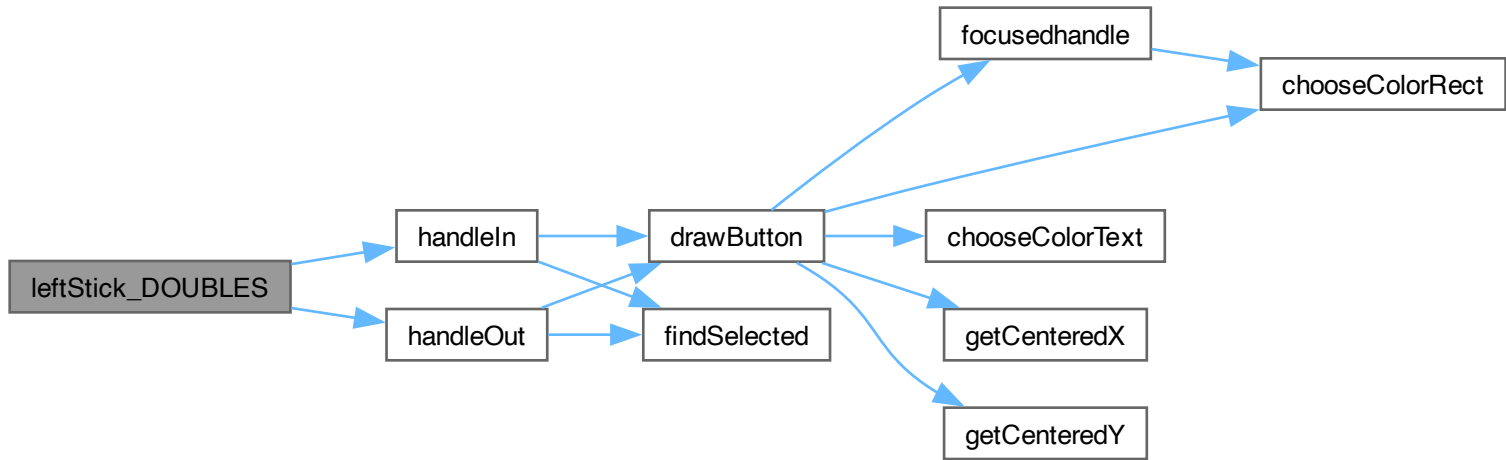 leftStick_DOUBLES
handleIn
handleOut
drawButton
findSelected
focusedhandle
chooseColorRect
chooseColorText
getCenteredX
getCenteredY